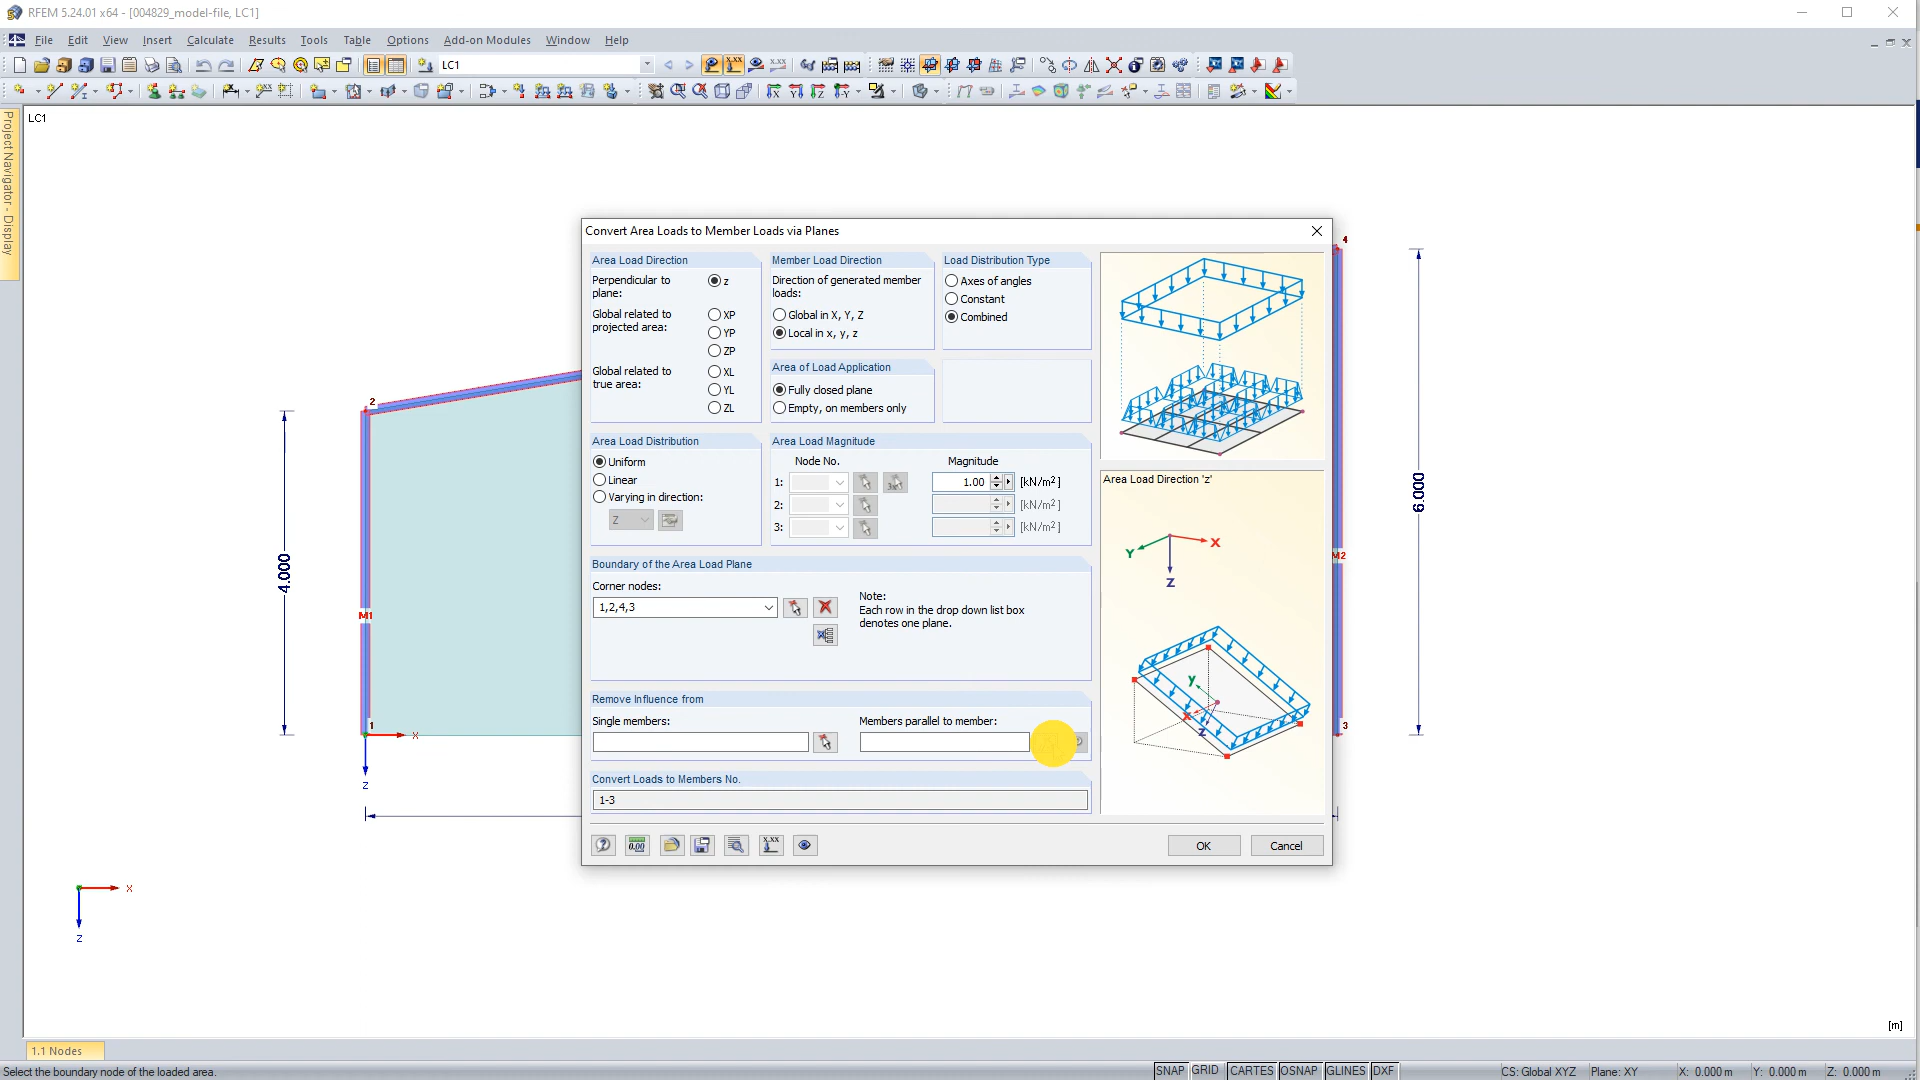 RFEM 5.24.01 x64 - [004829_model-file, LC1]
File Edit View Insert Calculate Results Tools Table Options Add-on Modules Window Help
LC1
Project Navigator - Display
LC1
Convert Area Loads to Member Loads via Planes
Area Load Direction
Perpendicular to plane:
z
Global related to projected area:
XP
YP
ZP
Global related to true area:
XL
YL
ZL
Member Load Direction
Direction of generated member loads:
Global in X, Y, Z
Local in x, y, z
Load Distribution Type
Axes of angles
Constant
Combined
Area of Load Application
Fully closed plane
Empty, on members only
Area Load Distribution
Uniform
Linear
Varying in direction:
Z
Area Load Magnitude
Node No. Magnitude
1: 1.00 [kN/m2]
2: [kN/m2]
3: [kN/m2]
Boundary of the Area Load Plane
Corner nodes:
1,2,4,3
Note:
Each row in the drop down list box
denotes one plane.
Remove Influence from
Single members:
Members parallel to member:
Convert Loads to Members No.
1-3
OK Cancel
Area Load Direction 'z'
X
Y
Z
y
x
z
2
4.000
M1
1
X
Z
4
6.000
M2
3
X
Z
[m]
1.1 Nodes
Select the boundary node of the loaded area.
SNAP GRID CARTES OSNAP GLINES DXF CS: Global XYZ Plane: XY X: 0.000 m Y: 0.000 m Z: 0.000 m